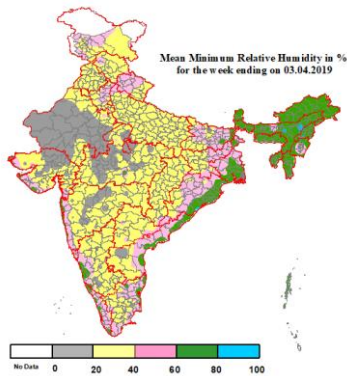 Mean Minimum Relative Humidity in %
for the week ending on 03.04.2019
No Data 0 20 40 60 80 100